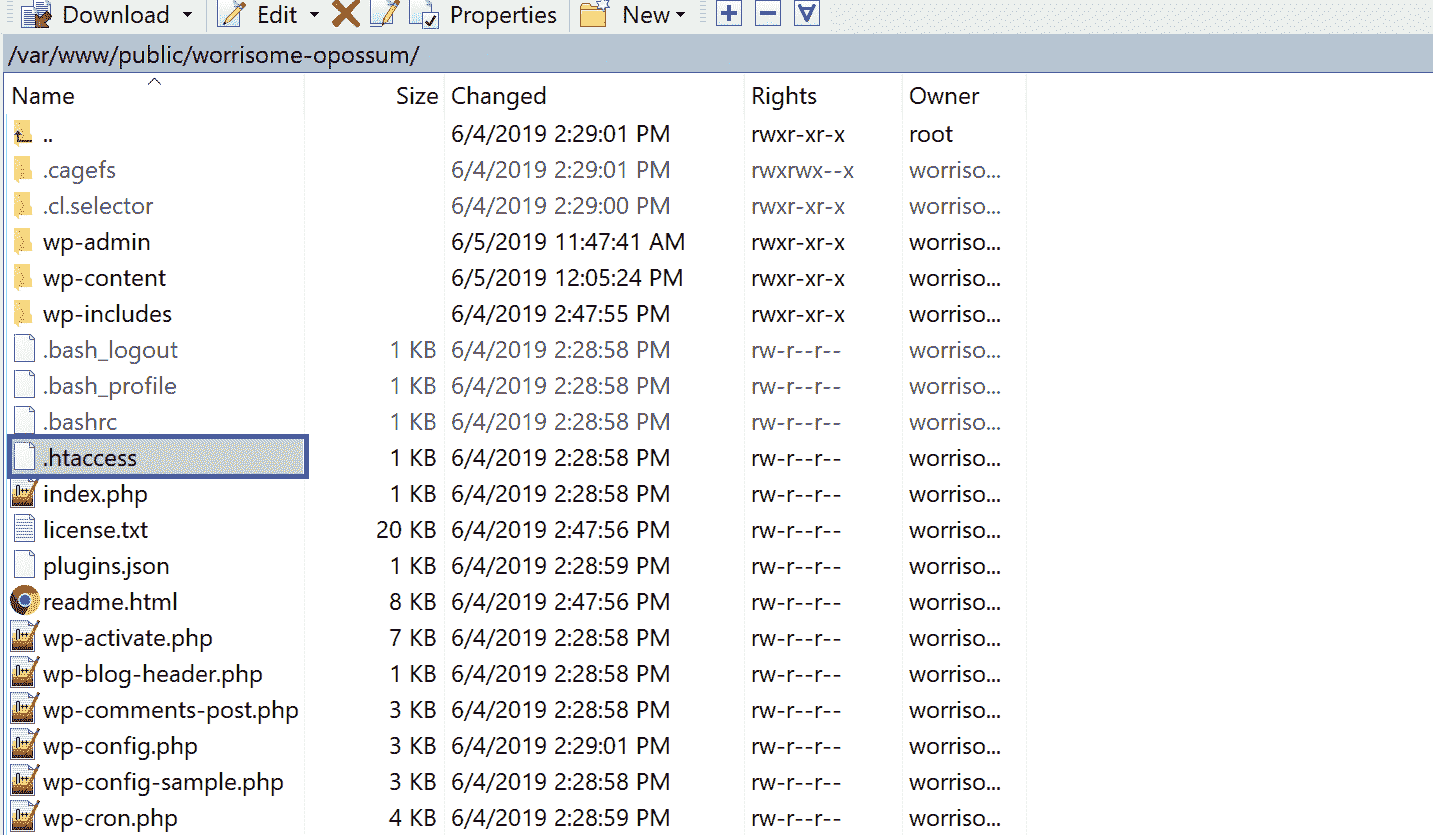 Download Edit Properties New
/var/www/public/worrisome-opossum/
Name Size Changed Rights Owner
.. 6/4/2019 2:29:01 PM rwxr-xr-x root
.cagefs 6/4/2019 2:29:01 PM rwxrwx--x worriso...
.cl.selector 6/4/2019 2:29:00 PM rwxr-xr-x worriso...
wp-admin 6/5/2019 11:47:41 AM rwxr-xr-x worriso...
wp-content 6/5/2019 12:05:24 PM rwxr-xr-x worriso...
wp-includes 6/4/2019 2:47:55 PM rwxr-xr-x worriso...
.bash_logout 1 KB 6/4/2019 2:28:58 PM rw-r--r-- worriso...
.bash_profile 1 KB 6/4/2019 2:28:58 PM rw-r--r-- worriso...
.bashrc 1 KB 6/4/2019 2:28:58 PM rw-r--r-- worriso...
.htaccess 1 KB 6/4/2019 2:28:58 PM rw-r--r-- worriso...
index.php 1 KB 6/4/2019 2:28:58 PM rw-r--r-- worriso...
license.txt 20 KB 6/4/2019 2:47:56 PM rw-r--r-- worriso...
plugins.json 1 KB 6/4/2019 2:28:59 PM rw-r--r-- worriso...
readme.html 8 KB 6/4/2019 2:47:56 PM rw-r--r-- worriso...
wp-activate.php 7 KB 6/4/2019 2:28:58 PM rw-r--r-- worriso...
wp-blog-header.php 1 KB 6/4/2019 2:28:58 PM rw-r--r-- worriso...
wp-comments-post.php 3 KB 6/4/2019 2:28:58 PM rw-r--r-- worriso...
wp-config.php 3 KB 6/4/2019 2:29:01 PM rw-r--r-- worriso...
wp-config-sample.php 3 KB 6/4/2019 2:28:58 PM rw-r--r-- worriso...
wp-cron.php 4 KB 6/4/2019 2:28:59 PM rw-r--r-- worriso...